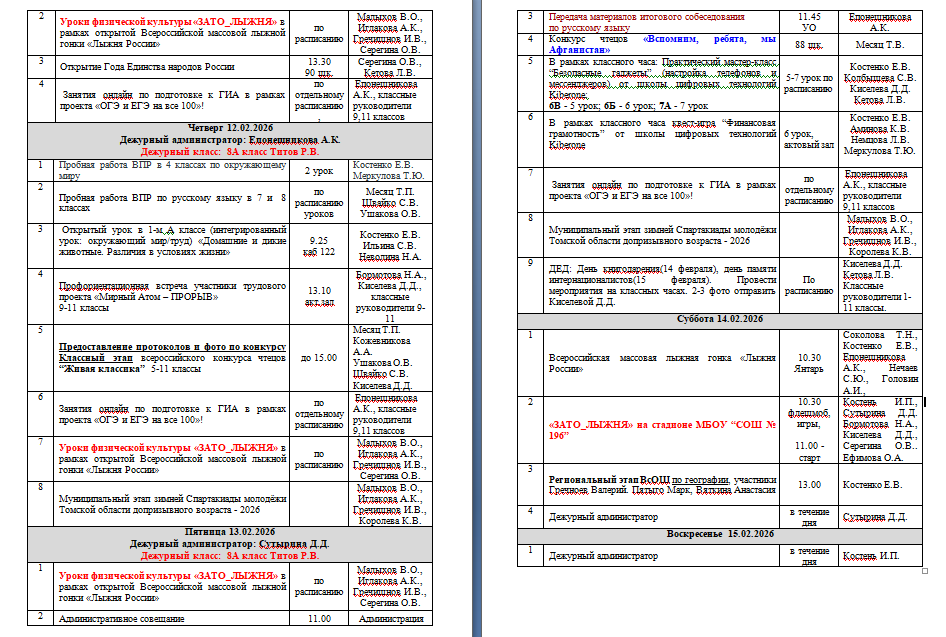 2
Уроки физической культуры «ЗАТО_ЛЫЖНЯ» в
рамках открытой Всероссийской массовой лыжной
гонки «Лыжня России»
по
расписанию
Малыхов В.О.,
Иглакова А.К.,
Гречишнов И.В.,
Серегина О.В.
3
Открытие Года Единства народов России
13.30
90 шк.
Серегина О.В.,
Кетова Л.В.
4
Занятия онлайн по подготовке к ГИА в рамках
проекта «ОГЭ и ЕГЭ на все 100»!
по
отдельному
расписанию
,
Епонешникова
А.К., классные
руководители
9,11 классов
Четверг 12.02.2026
Дежурный администратор: Епонешникова А.К.
Дежурный класс: 8А класс Титов Р.В.
1
Пробная работа ВПР в 4 классах по окружающему
миру
2 урок
Костенко Е.В.
Меркулова Т.Ю.
2
Пробная работа ВПР по русскому языку в 7 и 8
классах
по
расписанию
уроков
Месяц Т.П.
Швайко С.В.
Ушакова О.В.
3
Открытый урок в 1-м А классе (интегрированный
урок: окружающий мир/труд) «Домашние и дикие
животные. Различия в условиях жизни»
9.25
каб 122
Костенко Е.В.
Ильина С.В.
Неволина Н.А.
4
Профориентационная встреча участники трудового
проекта «Мирный Атом – ПРОРЫВ»
9-11 классы
13.10
акт.зал
Бормотова Н.А.,
Киселева Д.Д.,
классные
руководители 9-
11
5
Предоставление протоколов и фото по конкурсу
Классный этап всероссийского конкурса чтецов
“Живая классика” 5-11 классы
до 15.00
Месяц Т.П.
Кожевникова
А.А.
Ушакова О.В.
Швайко С.В.
Киселева Д.Д.
6
Занятия онлайн по подготовке к ГИА в рамках
проекта «ОГЭ и ЕГЭ на все 100»!
по
отдельному
расписанию
Епонешникова
А.К., классные
руководители
9,11 классов
7
Уроки физической культуры «ЗАТО_ЛЫЖНЯ» в
рамках открытой Всероссийской массовой лыжной
гонки «Лыжня России»
по
расписанию
Малыхов В.О.,
Иглакова А.К.,
Гречишнов И.В.,
Серегина О.В.
8
Муниципальный этап зимней Спартакиады молодёжи
Томской области допризывного возраста - 2026
Малыхов В.О.,
Иглакова А.К.,
Гречишнов И.В.,
Королева К.В.
Пятница 13.02.2026
Дежурный администратор: Сутырина Д.Д.
Дежурный класс: 8А класс Титов Р.В.
1
Уроки физической культуры «ЗАТО_ЛЫЖНЯ» в
рамках открытой Всероссийской массовой лыжной
гонки «Лыжня России»
по
расписанию
Малыхов В.О.,
Иглакова А.К.,
Гречишнов И.В.,
Серегина О.В.
2
Административное совещание
11.00
Администрация
3
Передача материалов итогового собеседования
по русскому языку
11.45
УО
Епонешникова
А.К.
4
Конкурс чтецов «Вспомним, ребята, мы
Афганистан»
88 шк.
Месяц Т.В.
5
В рамках классного часа: Практический мастер-класс
“Безопасные гаджеты” (настройка телефонов и
мессенджеров) от школы цифровых технологий
Kiberone:
6В - 5 урок; 6Б - 6 урок; 7А - 7 урок
5-7 урок по
расписанию
Костенко Е.В.
Колбышева С.В.
Киселева Д.Д.
Кетова Л.В.
6
В рамках классного часа квест-игра “Финансовая
грамотность” от школы цифровых технологий
Kiberone
6 урок,
актовый зал
Костенко Е.В.
Аминова К.В.
Немцова Л.В.
Меркулова Т.Ю.
7
Занятия онлайн по подготовке к ГИА в рамках
проекта «ОГЭ и ЕГЭ на все 100»!
по
отдельному
расписанию
Епонешникова
А.К., классные
руководители
9,11 классов
8
Муниципальный этап зимней Спартакиады молодёжи
Томской области допризывного возраста - 2026
Малыхов В.О.,
Иглакова А.К.,
Гречишнов И.В.,
Королева К.В.
9
ДЕД: День книгодарения(14 февраля), день памяти
интернационалистов(15 февраля). Провести
мероприятия на классных часах. 2-3 фото отправить
Киселевой Д.Д.
По
расписанию
Киселева Д.Д.
Кетова Л.В.
Классные
руководители 1-
11 классы.
Суббота 14.02.2026
1
Всероссийская массовая лыжная гонка «Лыжня
России»
10.30
Янтарь
Соколова Т.Н.,
Костенко Е.В.,
Епонешникова
А.К., Нечаев
С.Ю., Головин
А.И.,
2
«ЗАТО_ЛЫЖНЯ» на стадионе МБОУ “СОШ №
196”
10.30
флешмоб,
игры,
11.00 -
старт
Костень И.П.,
Сутырина Д.Д.
Бормотова Н.А.,
Киселева Д.Д.,
Серегина О.В..
Ефимова О.А.
3
Региональный этап ВсОШ по географии, участники
Гречнев Валерий, Пятыго Марк, Вяткина Анастасия
13.00
Костенко Е.В.
4
Дежурный администратор
в течение
дня
Сутырина Д.Д.
Воскресенье 15.02.2026
1
Дежурный администратор
в течение
дня
Костень И.П.